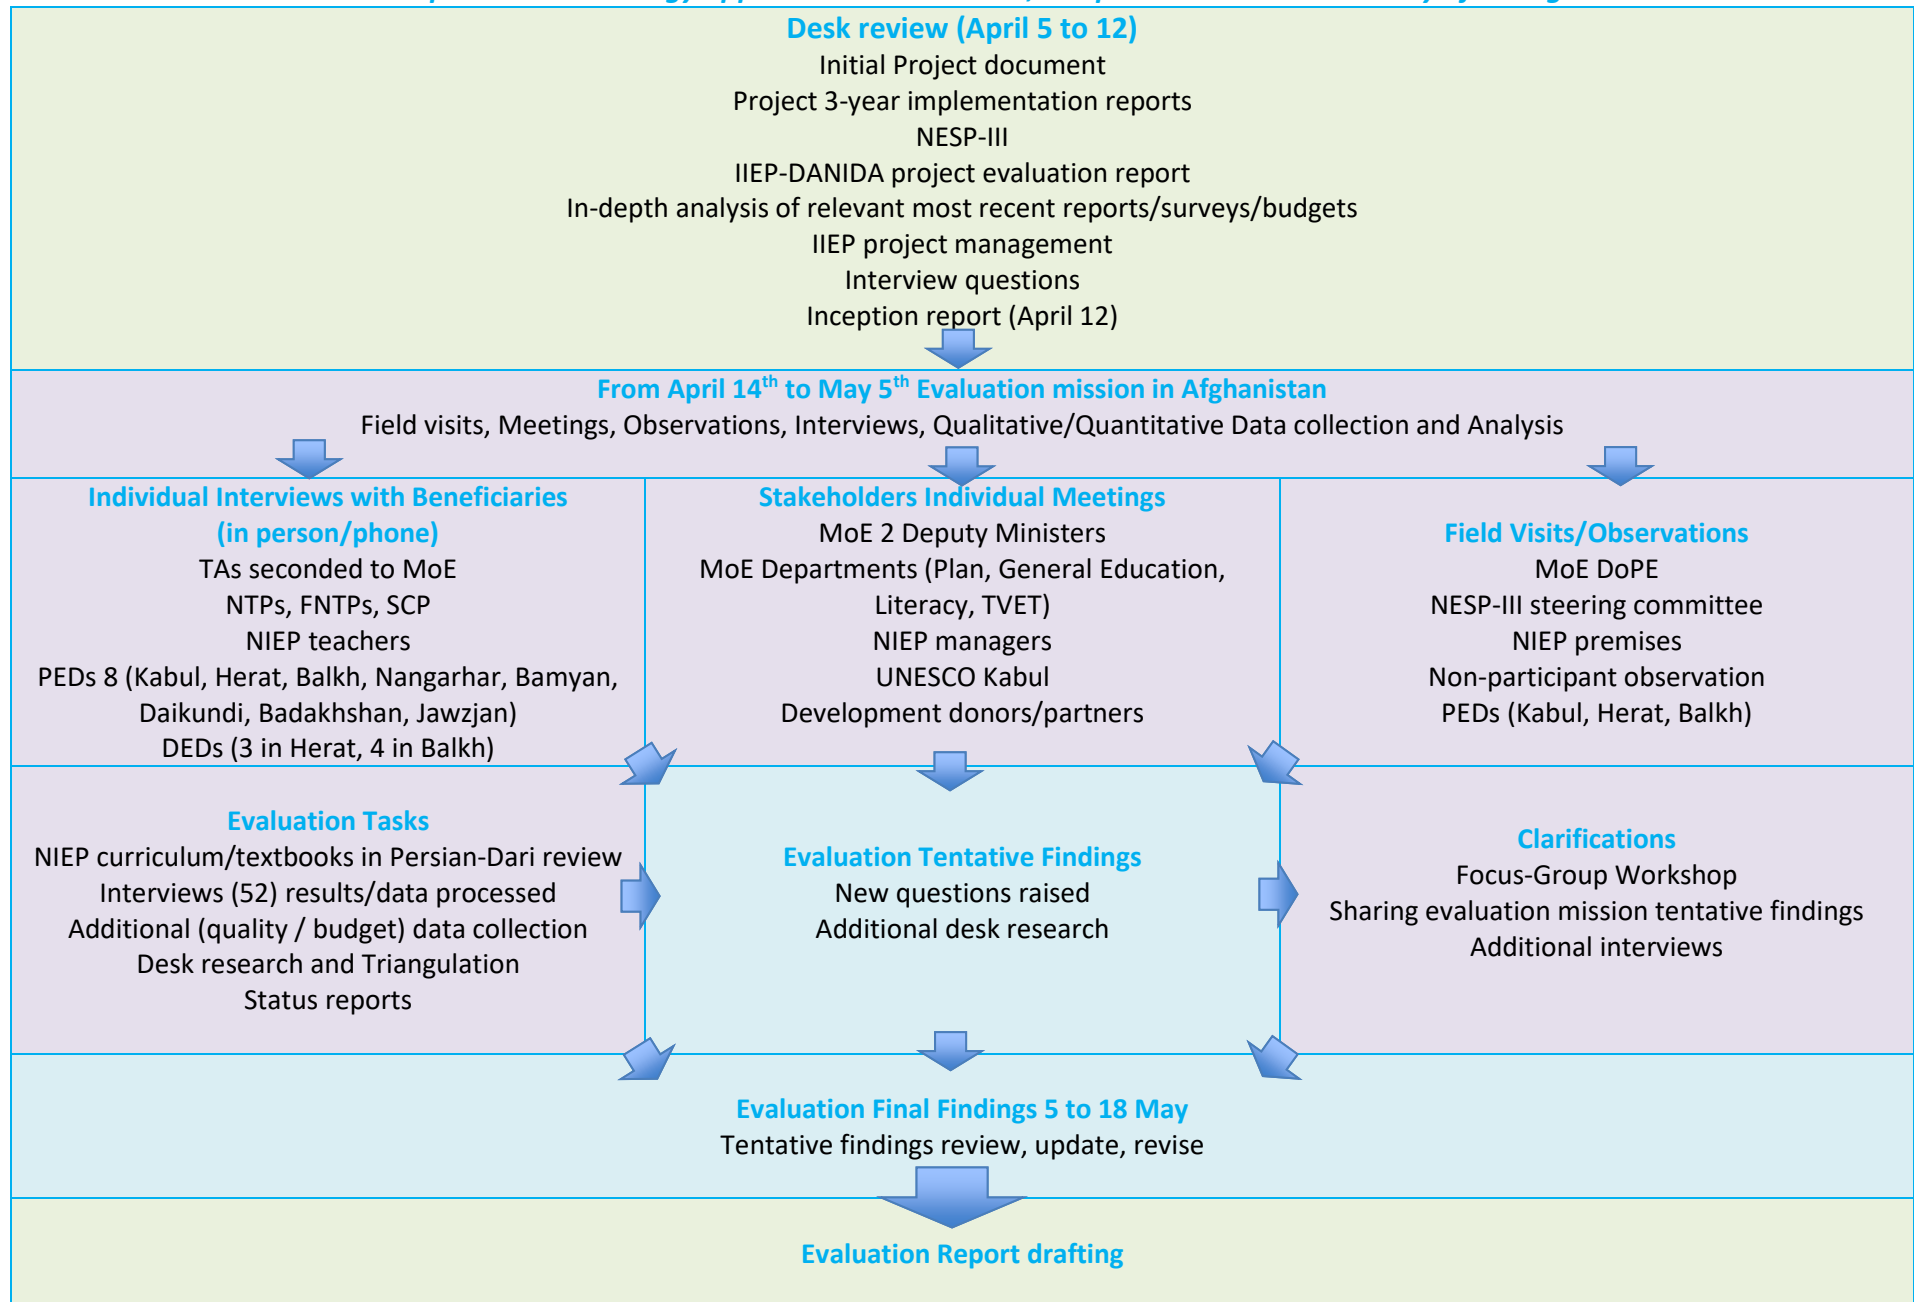 Desk review (April 5 to 12)
Initial Project document
Project 3-year implementation reports
NESP-III
IIEP-DANIDA project evaluation report
In-depth analysis of relevant most recent reports/surveys/budgets
IIEP project management
Interview questions
Inception report (April 12)
From April 14th to May 5th Evaluation mission in Afghanistan
Field visits, Meetings, Observations, Interviews, Qualitative/Quantitative Data collection and Analysis
Individual Interviews with Beneficiaries
(in person/phone)
TAs seconded to MoE
NTPs, FNTPs, SCP
NIEP teachers
PEDs 8 (Kabul, Herat, Balkh, Nangarhar, Bamyan,
Daikundi, Badakhshan, Jawzjan)
DEDs (3 in Herat, 4 in Balkh)
Stakeholders Individual Meetings
MoE 2 Deputy Ministers
MoE Departments (Plan, General Education,
Literacy, TVET)
NIEP managers
UNESCO Kabul
Development donors/partners
Field Visits/Observations
MoE DoPE
NESP-III steering committee
NIEP premises
Non-participant observation
PEDs (Kabul, Herat, Balkh)
Evaluation Tasks
NIEP curriculum/textbooks in Persian-Dari review
Interviews (52) results/data processed
Additional (quality / budget) data collection
Desk research and Triangulation
Status reports
Evaluation Tentative Findings
New questions raised
Additional desk research
Clarifications
Focus-Group Workshop
Sharing evaluation mission tentative findings
Additional interviews
Evaluation Final Findings 5 to 18 May
Tentative findings review, update, revise
Evaluation Report drafting